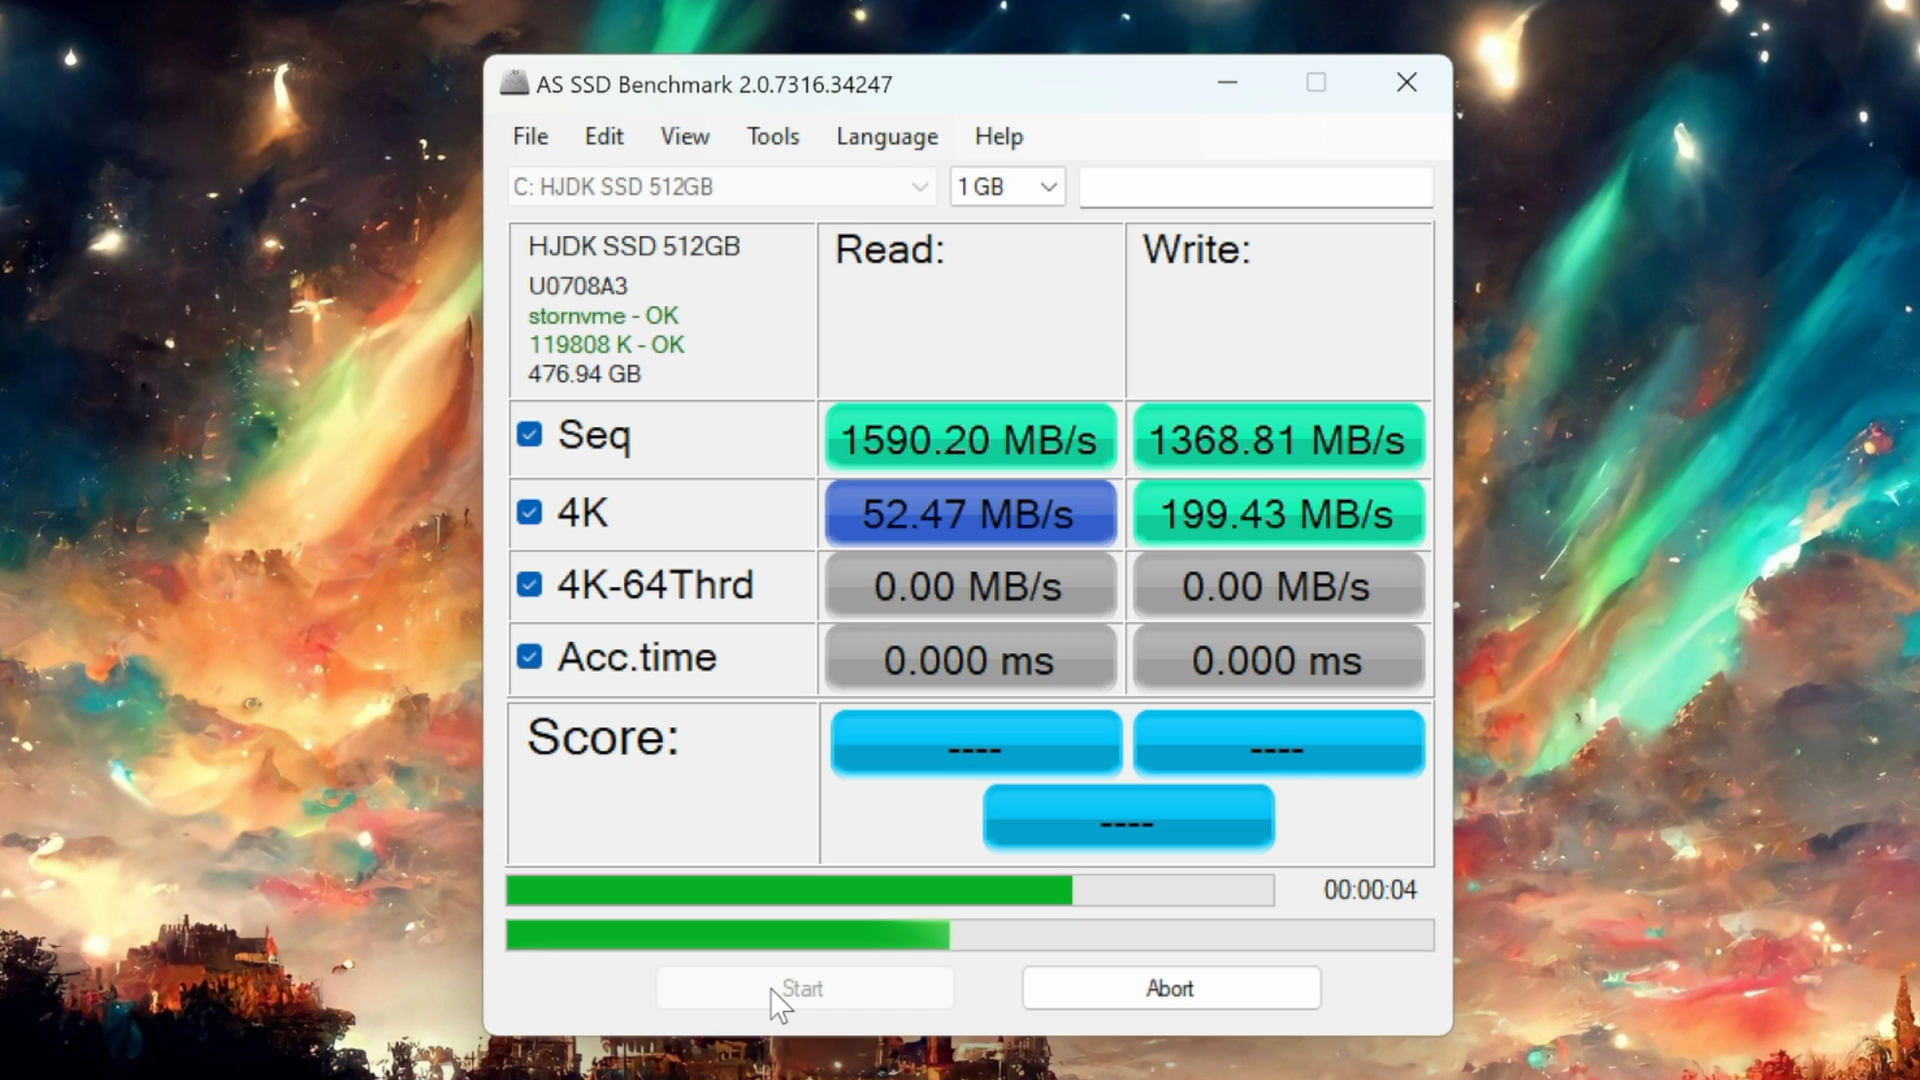 AS SSD Benchmark 2.0.7316.34247
File Edit View Tools Language Help
C: HJDK SSD 512GB 1 GB
HJDK SSD 512GB
U0708A3
stornvme - OK
119808 K - OK
476.94 GB
Read: Write:
Seq 1590.20 MB/s 1368.81 MB/s
4K 52.47 MB/s 199.43 MB/s
4K-64Thrd 0.00 MB/s 0.00 MB/s
Acc.time 0.000 ms 0.000 ms
Score: ---- ----
----
00:00:04
Start Abort